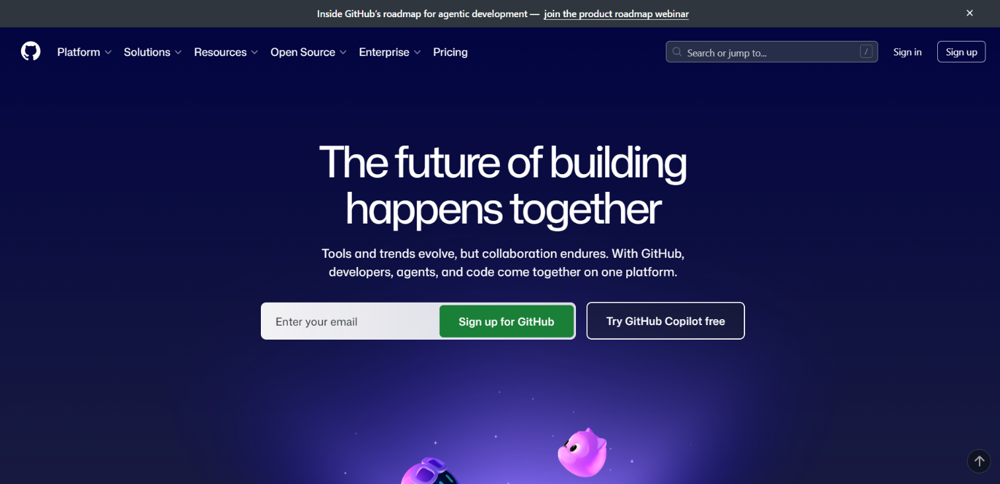 Inside GitHub's roadmap for agentic development — join the product roadmap webinar
Platform Solutions Resources Open Source Enterprise Pricing Search or jump to... / Sign in Sign up
The future of building
happens together
Tools and trends evolve, but collaboration endures. With GitHub,
developers, agents, and code come together on one platform.
Enter your email Sign up for GitHub Try GitHub Copilot free